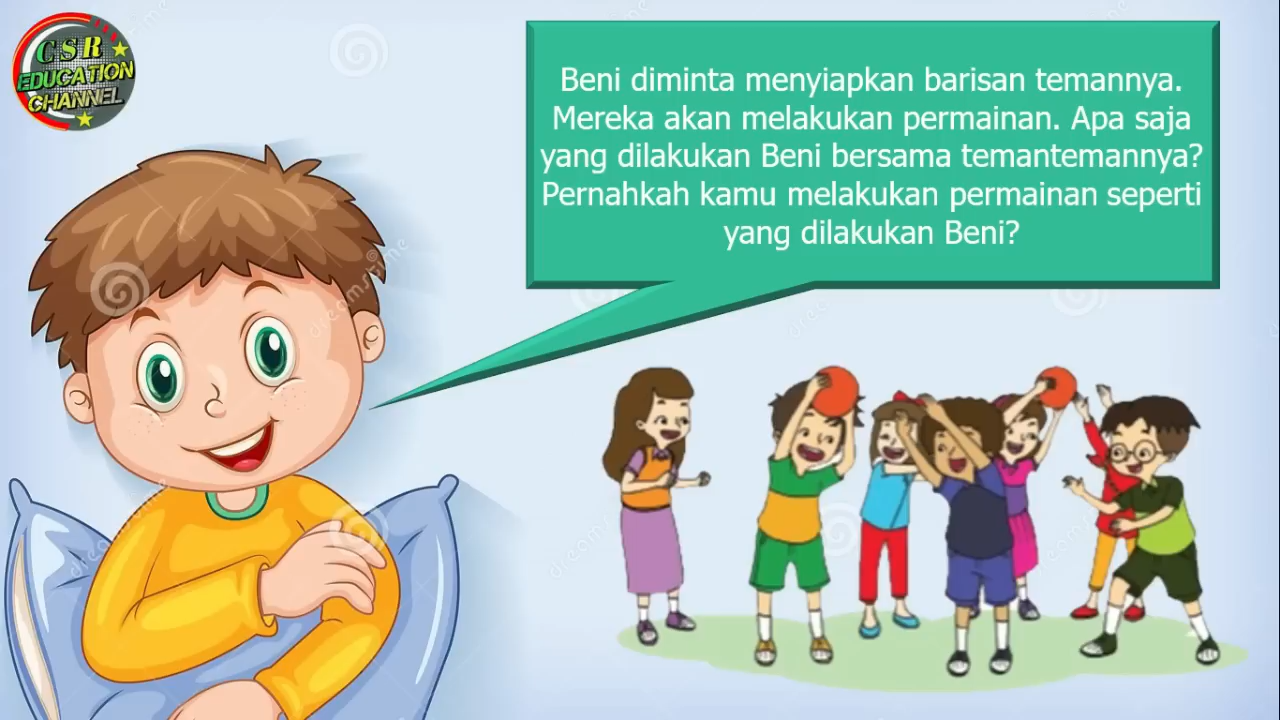 CSR
EDUCATION
CHANNEL
Beni diminta menyiapkan barisan temannya.
Mereka akan melakukan permainan. Apa saja
yang dilakukan Beni bersama temantemannya?
Pernahkah kamu melakukan permainan seperti
yang dilakukan Beni?
dreamstime